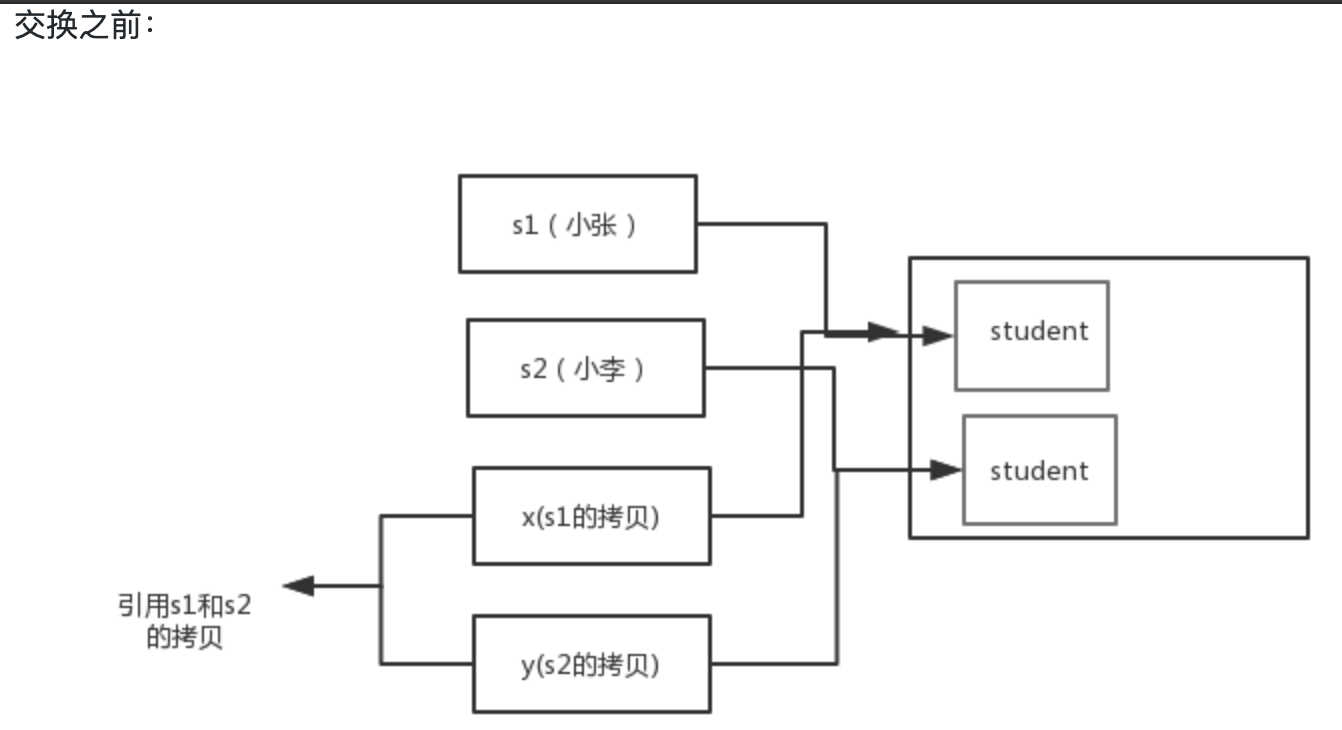 交换之前：
s1（小张）
s2（小李）
student
student
x(s1的拷贝)
y(s2的拷贝)
引用s1和s2
的拷贝